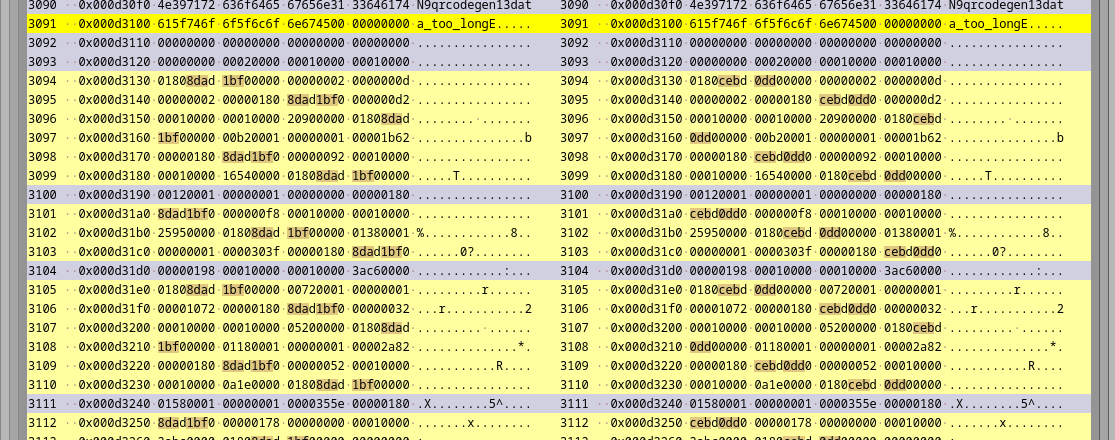 3090 0x000d30f0 4e397172 636f6465 67656e31 33646174 N9qrcodegen13dat 3090 0x000d30f0 4e397172 636f6465 67656e31 33646174 N9qrcodegen13dat
3091 0x000d3100 615f746f 6f5f6c6f 6e674500 00000000 a_too_longE..... 3091 0x000d3100 615f746f 6f5f6c6f 6e674500 00000000 a_too_longE.....
3092 0x000d3110 00000000 00000000 00000000 00000000 ................ 3092 0x000d3110 00000000 00000000 00000000 00000000 ................
3093 0x000d3120 00000000 00020000 00010000 00010000 ................ 3093 0x000d3120 00000000 00020000 00010000 00010000 ................
3094 0x000d3130 01808dad 1bf00000 00000002 0000000d ................ 3094 0x000d3130 0180cebd 0dd00000 00000002 0000000d ................
3095 0x000d3140 00000002 00000180 8dad1bf0 000000d2 ................ 3095 0x000d3140 00000002 00000180 cebd0dd0 000000d2 ................
3096 0x000d3150 00010000 00010000 20900000 01808dad ........ ....... 3096 0x000d3150 00010000 00010000 20900000 0180cebd ........ .......
3097 0x000d3160 1bf00000 00b20001 00000001 00001b62 ...............b 3097 0x000d3160 0dd00000 00b20001 00000001 00001b62 ...............b
3098 0x000d3170 00000180 8dad1bf0 00000092 00010000 ................ 3098 0x000d3170 00000180 cebd0dd0 00000092 00010000 ................
3099 0x000d3180 00010000 16540000 01808dad 1bf00000 .....T.......... 3099 0x000d3180 00010000 16540000 0180cebd 0dd00000 .....T..........
3100 0x000d3190 00120001 00000001 00000000 00000180 ................ 3100 0x000d3190 00120001 00000001 00000000 00000180 ................
3101 0x000d31a0 8dad1bf0 000000f8 00010000 00010000 ................ 3101 0x000d31a0 cebd0dd0 000000f8 00010000 00010000 ................
3102 0x000d31b0 25950000 01808dad 1bf00000 01380001 %............8.. 3102 0x000d31b0 25950000 0180cebd 0dd00000 01380001 %............8..
3103 0x000d31c0 00000001 0000303f 00000180 8dad1bf0 ......0?........ 3103 0x000d31c0 00000001 0000303f 00000180 cebd0dd0 ......0?........
3104 0x000d31d0 00000198 00010000 00010000 3ac60000 ............:... 3104 0x000d31d0 00000198 00010000 00010000 3ac60000 ............:...
3105 0x000d31e0 01808dad 1bf00000 00720001 00000001 .........r...... 3105 0x000d31e0 0180cebd 0dd00000 00720001 00000001 .........r......
3106 0x000d31f0 00001072 00000180 8dad1bf0 00000032 ...r...........2 3106 0x000d31f0 00001072 00000180 cebd0dd0 00000032 ...r...........2
3107 0x000d3200 00010000 00010000 05200000 01808dad ......... ...... 3107 0x000d3200 00010000 00010000 05200000 0180cebd ......... ......
3108 0x000d3210 1bf00000 01180001 00000001 00002a82 ..............*. 3108 0x000d3210 0dd00000 01180001 00000001 00002a82 ..............*.
3109 0x000d3220 00000180 8dad1bf0 00000052 00010000 ...........R.... 3109 0x000d3220 00000180 cebd0dd0 00000052 00010000 ...........R....
3110 0x000d3230 00010000 0a1e0000 01808dad 1bf00000 ................ 3110 0x000d3230 00010000 0a1e0000 0180cebd 0dd00000 ................
3111 0x000d3240 01580001 00000001 0000355e 00000180 .X........5^.... 3111 0x000d3240 01580001 00000001 0000355e 00000180 .X........5^....
3112 0x000d3250 8dad1bf0 00000178 00010000 00010000 .......x........ 3112 0x000d3250 cebd0dd0 00000178 00010000 00010000 .......x........